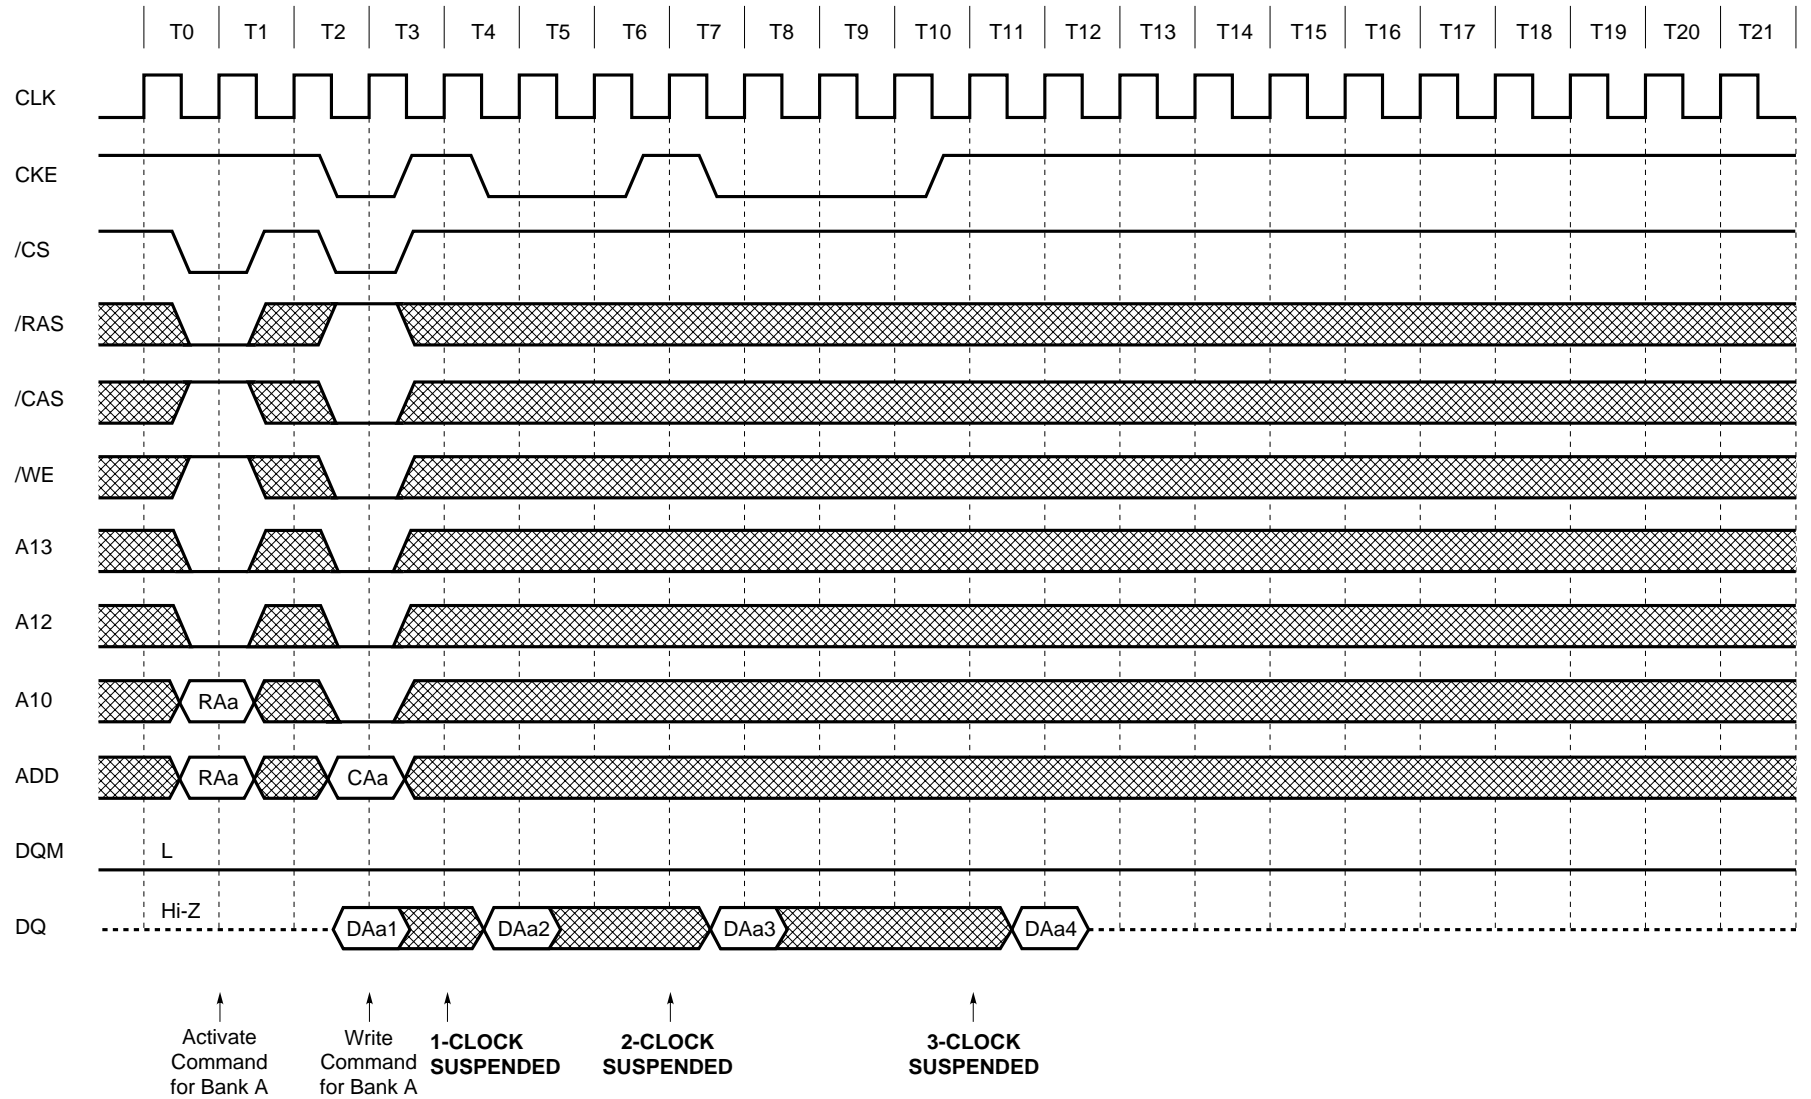 T0 T1 T2 T3 T4 T5 T6 T7 T8 T9 T10 T11 T12 T13 T14 T15 T16 T17 T18 T19 T20 T21
CLK
CKE
/CS
/RAS
/CAS
/WE
A13
A12
A10 RAa
ADD RAa CAa
DQM L
DQ Hi-Z DAa1 DAa2 DAa3 DAa4
Activate
Command
for Bank A
Write
Command
for Bank A
1-CLOCK
SUSPENDED
2-CLOCK
SUSPENDED
3-CLOCK
SUSPENDED